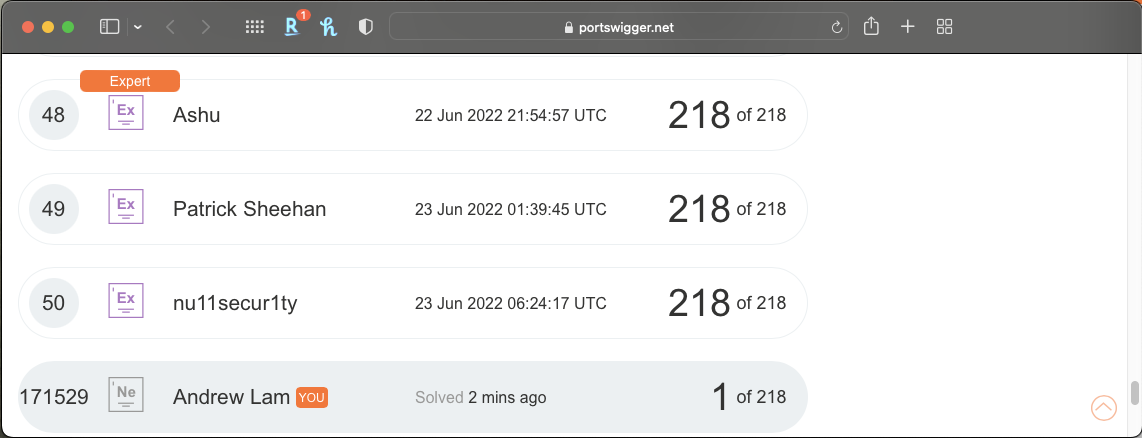 R 1 h portswigger.net
Expert
48 Ex Ashu 22 Jun 2022 21:54:57 UTC 218 of 218
49 Ex Patrick Sheehan 23 Jun 2022 01:39:45 UTC 218 of 218
50 Ex nu11secur1ty 23 Jun 2022 06:24:17 UTC 218 of 218
171529 Ne Andrew Lam YOU Solved 2 mins ago 1 of 218